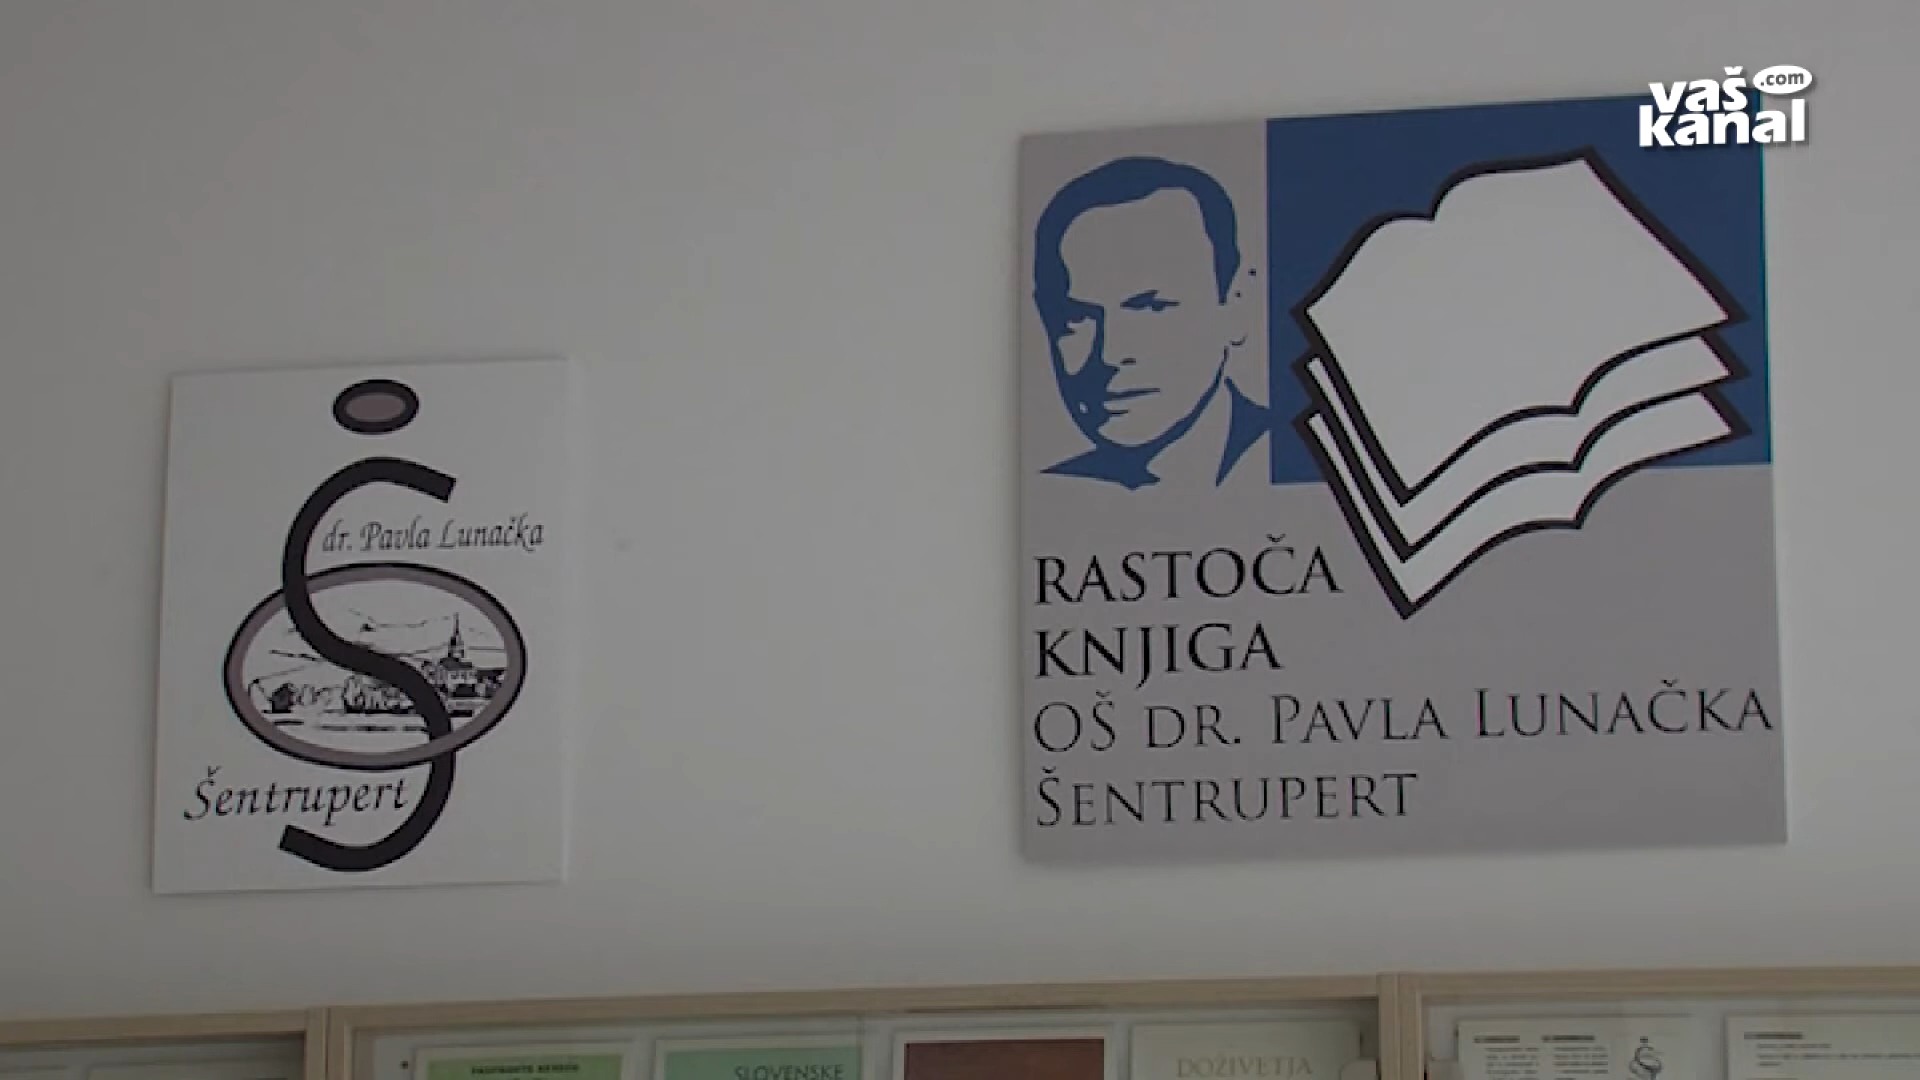 vaš .com
kanal
dr. Pavla Lunačka
Šentrupert
RASTOČA
KNJIGA
OŠ DR. PAVLA LUNAČKA
ŠENTRUPERT
SLOVENSKE
DOŽIVETJA